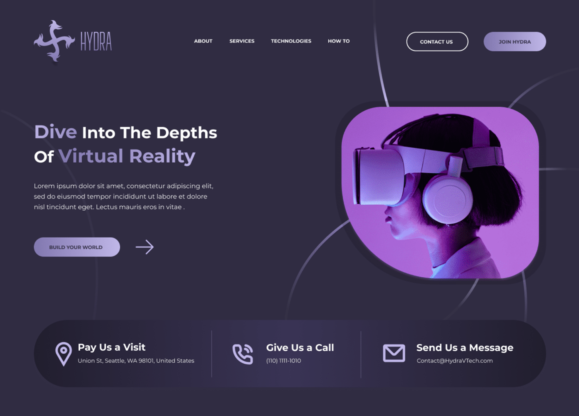 HYDRA
ABOUT SERVICES TECHNOLOGIES HOW TO
CONTACT US
JOIN HYDRA
Dive Into The Depths
Of Virtual Reality
Lorem ipsum dolor sit amet, consectetur adipiscing elit,
sed do eiusmod tempor incididunt ut labore et dolore
nisl tincidunt eget. Lectus mauris eros in vitae .
BUILD YOUR WORLD
Pay Us a Visit
Union St, Seattle, WA 98101, United States
Give Us a Call
(110) 1111-1010
Send Us a Message
Contact@HydraVTech.com